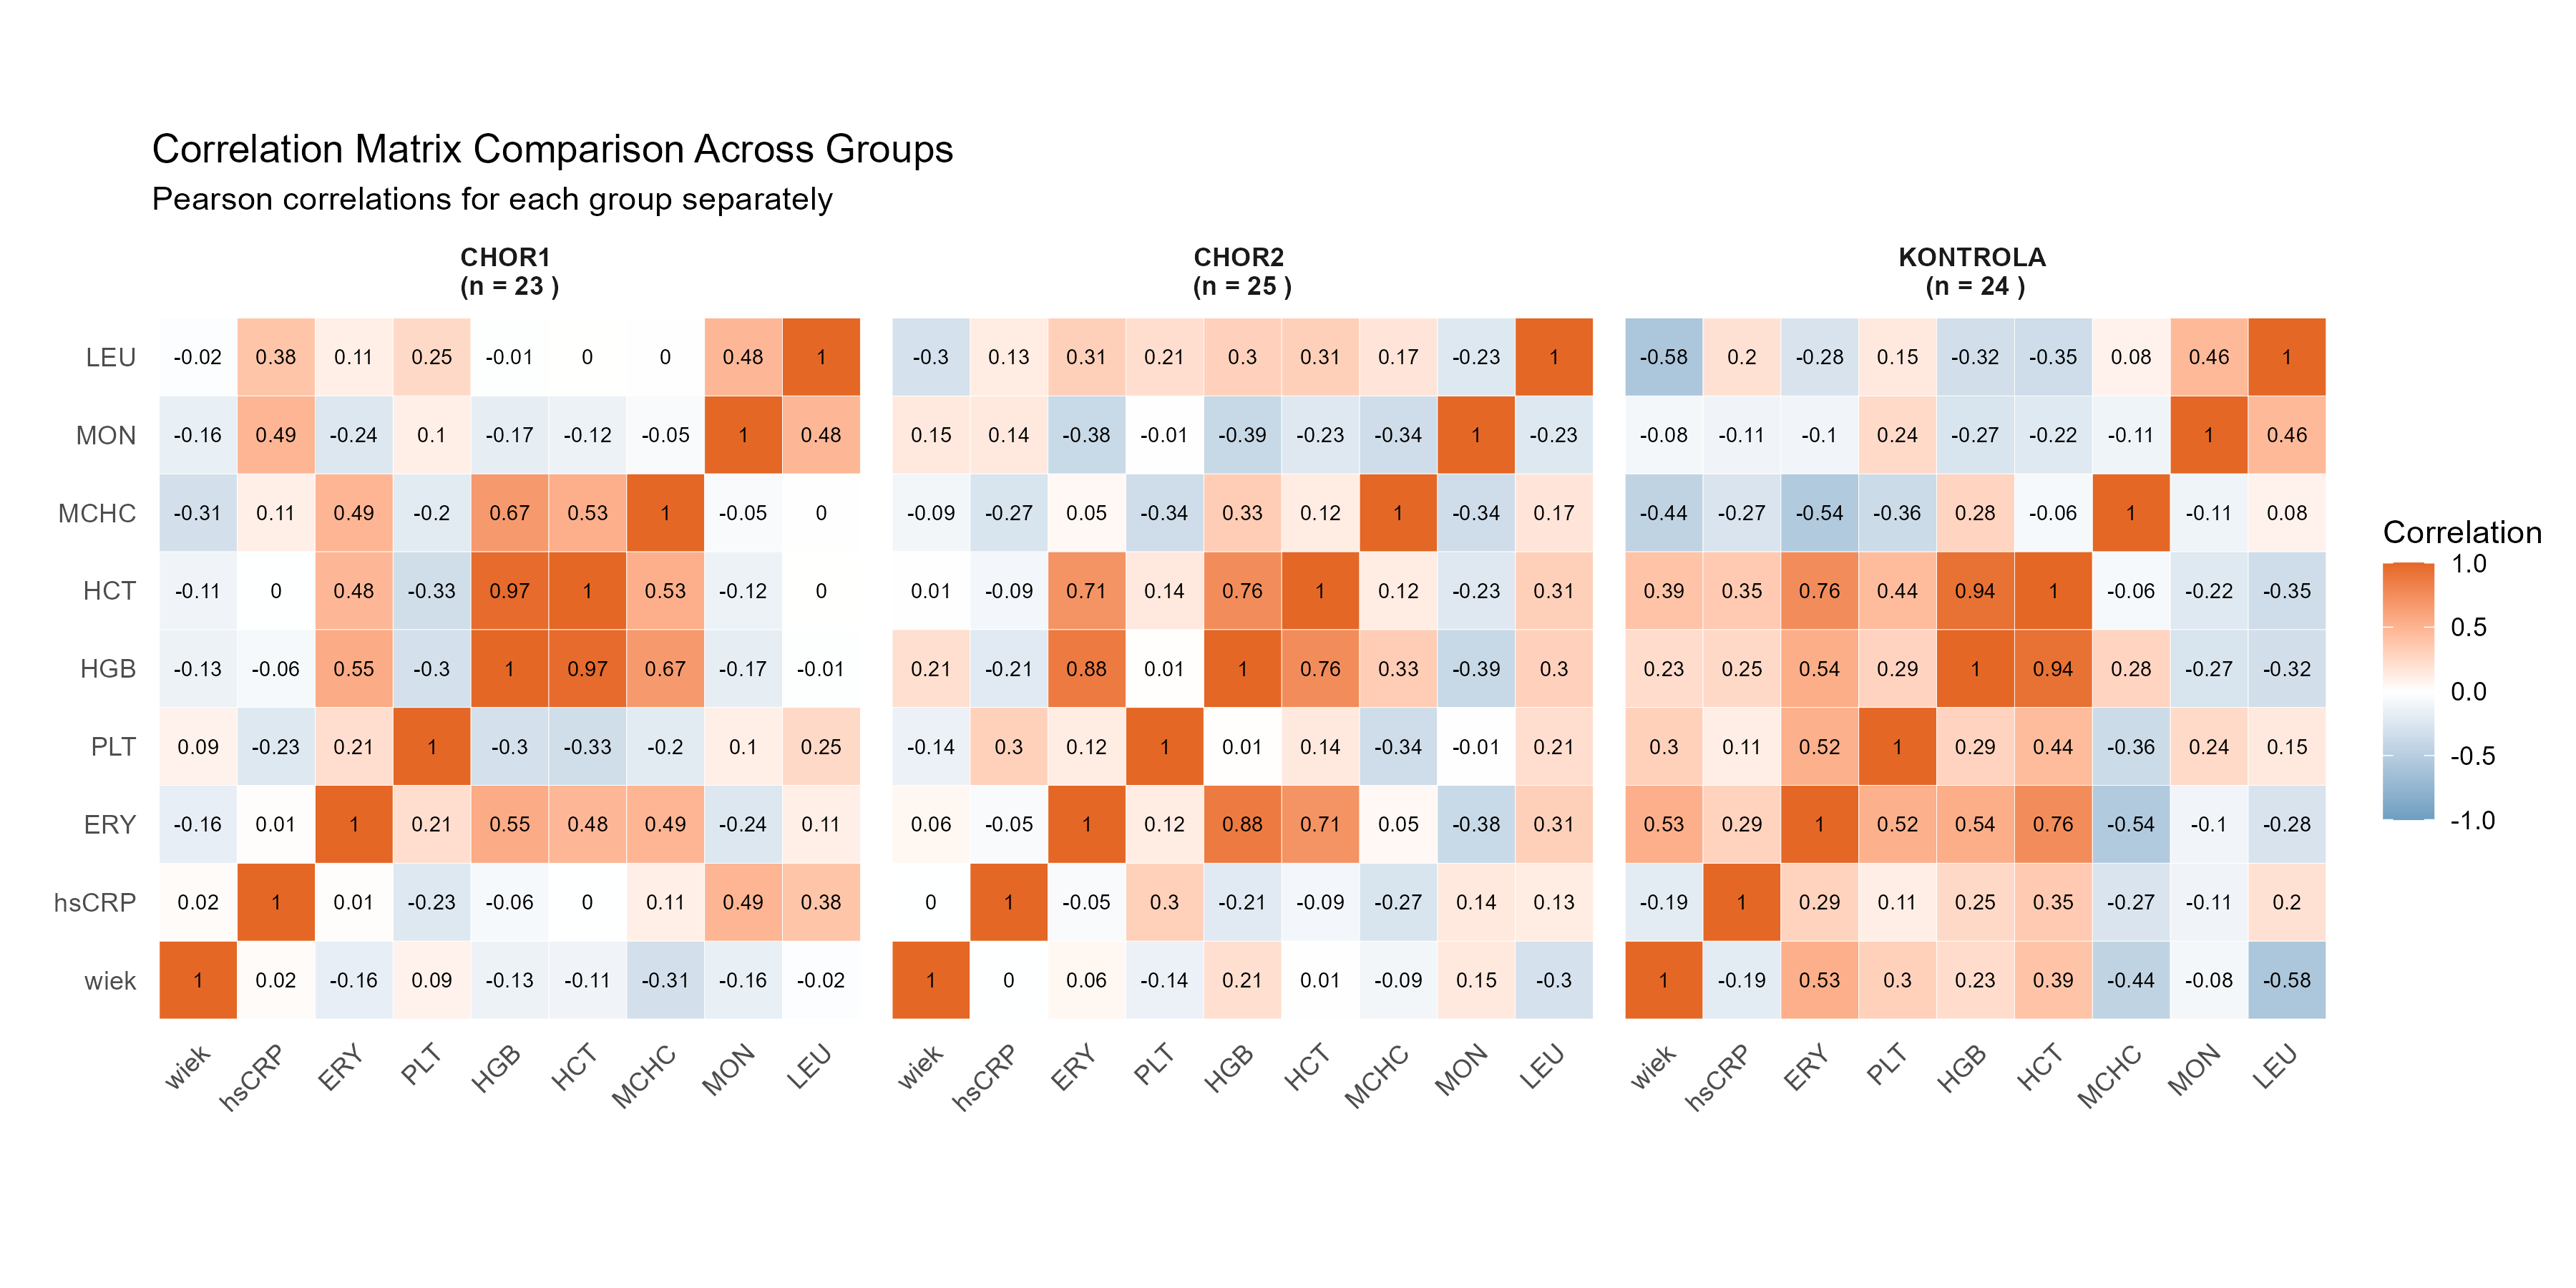 Correlation Matrix Comparison Across Groups
Pearson correlations for each group separately
CHOR1
(n = 23 )
CHOR2
(n = 25 )
KONTROLA
(n = 24 )
LEU -0.02 0.38 0.11 0.25 -0.01 0 0 0.48 1 -0.3 0.13 0.31 0.21 0.3 0.31 0.17 -0.23 1 -0.58 0.2 -0.28 0.15 -0.32 -0.35 0.08 0.46 1
MON -0.16 0.49 -0.24 0.1 -0.17 -0.12 -0.05 1 0.48 0.15 0.14 -0.38 -0.01 -0.39 -0.23 -0.34 1 -0.23 -0.08 -0.11 -0.1 0.24 -0.27 -0.22 -0.11 1 0.46
MCHC -0.31 0.11 0.49 -0.2 0.67 0.53 1 -0.05 0 -0.09 -0.27 0.05 -0.34 0.33 0.12 1 -0.34 0.17 -0.44 -0.27 -0.54 -0.36 0.28 -0.06 1 -0.11 0.08
HCT -0.11 0 0.48 -0.33 0.97 1 0.53 -0.12 0 0.01 -0.09 0.71 0.14 0.76 1 0.12 -0.23 0.31 0.39 0.35 0.76 0.44 0.94 1 -0.06 -0.22 -0.35
HGB -0.13 -0.06 0.55 -0.3 1 0.97 0.67 -0.17 -0.01 0.21 -0.21 0.88 0.01 1 0.76 0.33 -0.39 0.3 0.23 0.25 0.54 0.29 1 0.94 0.28 -0.27 -0.32
PLT 0.09 -0.23 0.21 1 -0.3 -0.33 -0.2 0.1 0.25 -0.14 0.3 0.12 1 0.01 0.14 -0.34 -0.01 0.21 0.3 0.11 0.52 1 0.29 0.44 -0.36 0.24 0.15
ERY -0.16 0.01 1 0.21 0.55 0.48 0.49 -0.24 0.11 0.06 -0.05 1 0.12 0.88 0.71 0.05 -0.38 0.31 0.53 0.29 1 0.52 0.54 0.76 -0.54 -0.1 -0.28
hsCRP 0.02 1 0.01 -0.23 -0.06 0 0.11 0.49 0.38 0 1 -0.05 0.3 -0.21 -0.09 -0.27 0.14 0.13 -0.19 1 0.29 0.11 0.25 0.35 -0.27 -0.11 0.2
wiek 1 0.02 -0.16 0.09 -0.13 -0.11 -0.31 -0.16 -0.02 1 0 0.06 -0.14 0.21 0.01 -0.09 0.15 -0.3 1 -0.19 0.53 0.3 0.23 0.39 -0.44 -0.08 -0.58
wiek hsCRP ERY PLT HGB HCT MCHC MON LEU wiek hsCRP ERY PLT HGB HCT MCHC MON LEU wiek hsCRP ERY PLT HGB HCT MCHC MON LEU
Correlation
1.0
0.5
0.0
-0.5
-1.0